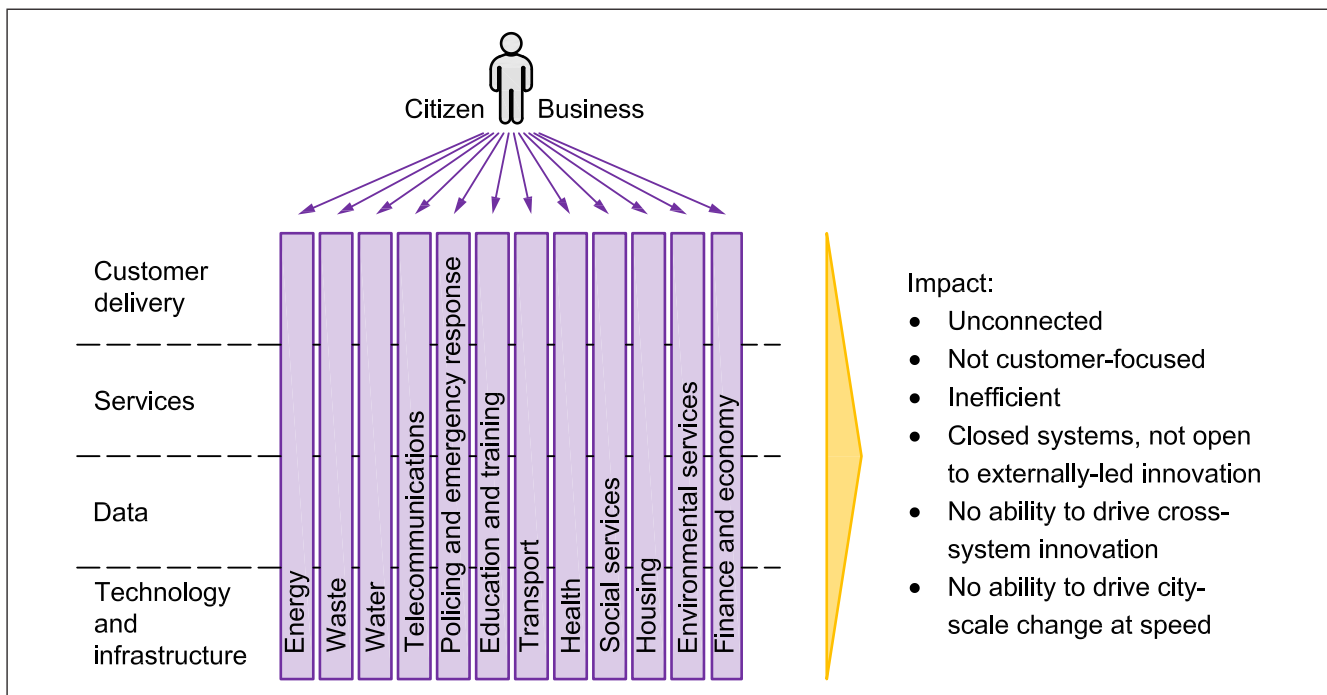 Citizen Business
Customer
delivery
Services
Data
Technology
and
infrastructure
Energy
Waste
Water
Telecommunications
Policing and emergency response
Education and training
Transport
Health
Social services
Housing
Environmental services
Finance and economy
Impact:
• Unconnected
• Not customer-focused
• Inefficient
• Closed systems, not open
to externally-led innovation
• No ability to drive cross-
system innovation
• No ability to drive city-
scale change at speed